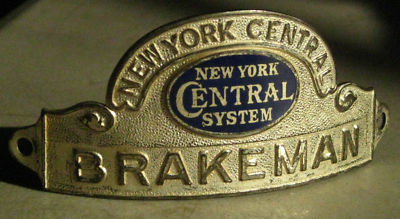 NEW YORK CENTRAL
NEW YORK
CENTRAL
SYSTEM
BRAKEMAN